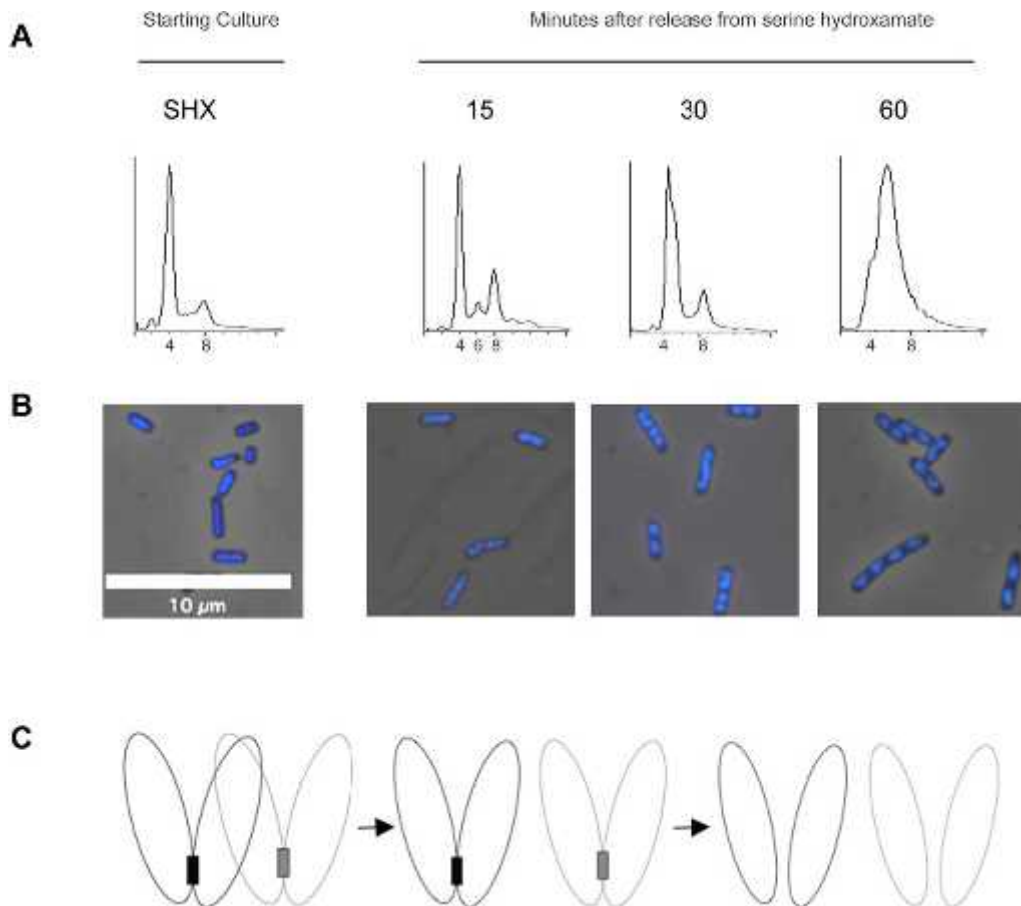 A
Starting Culture
Minutes after release from serine hydroxamate
SHX
15
30
60
4 8
4 6 8
4 8
4 8
B
10 µm
C